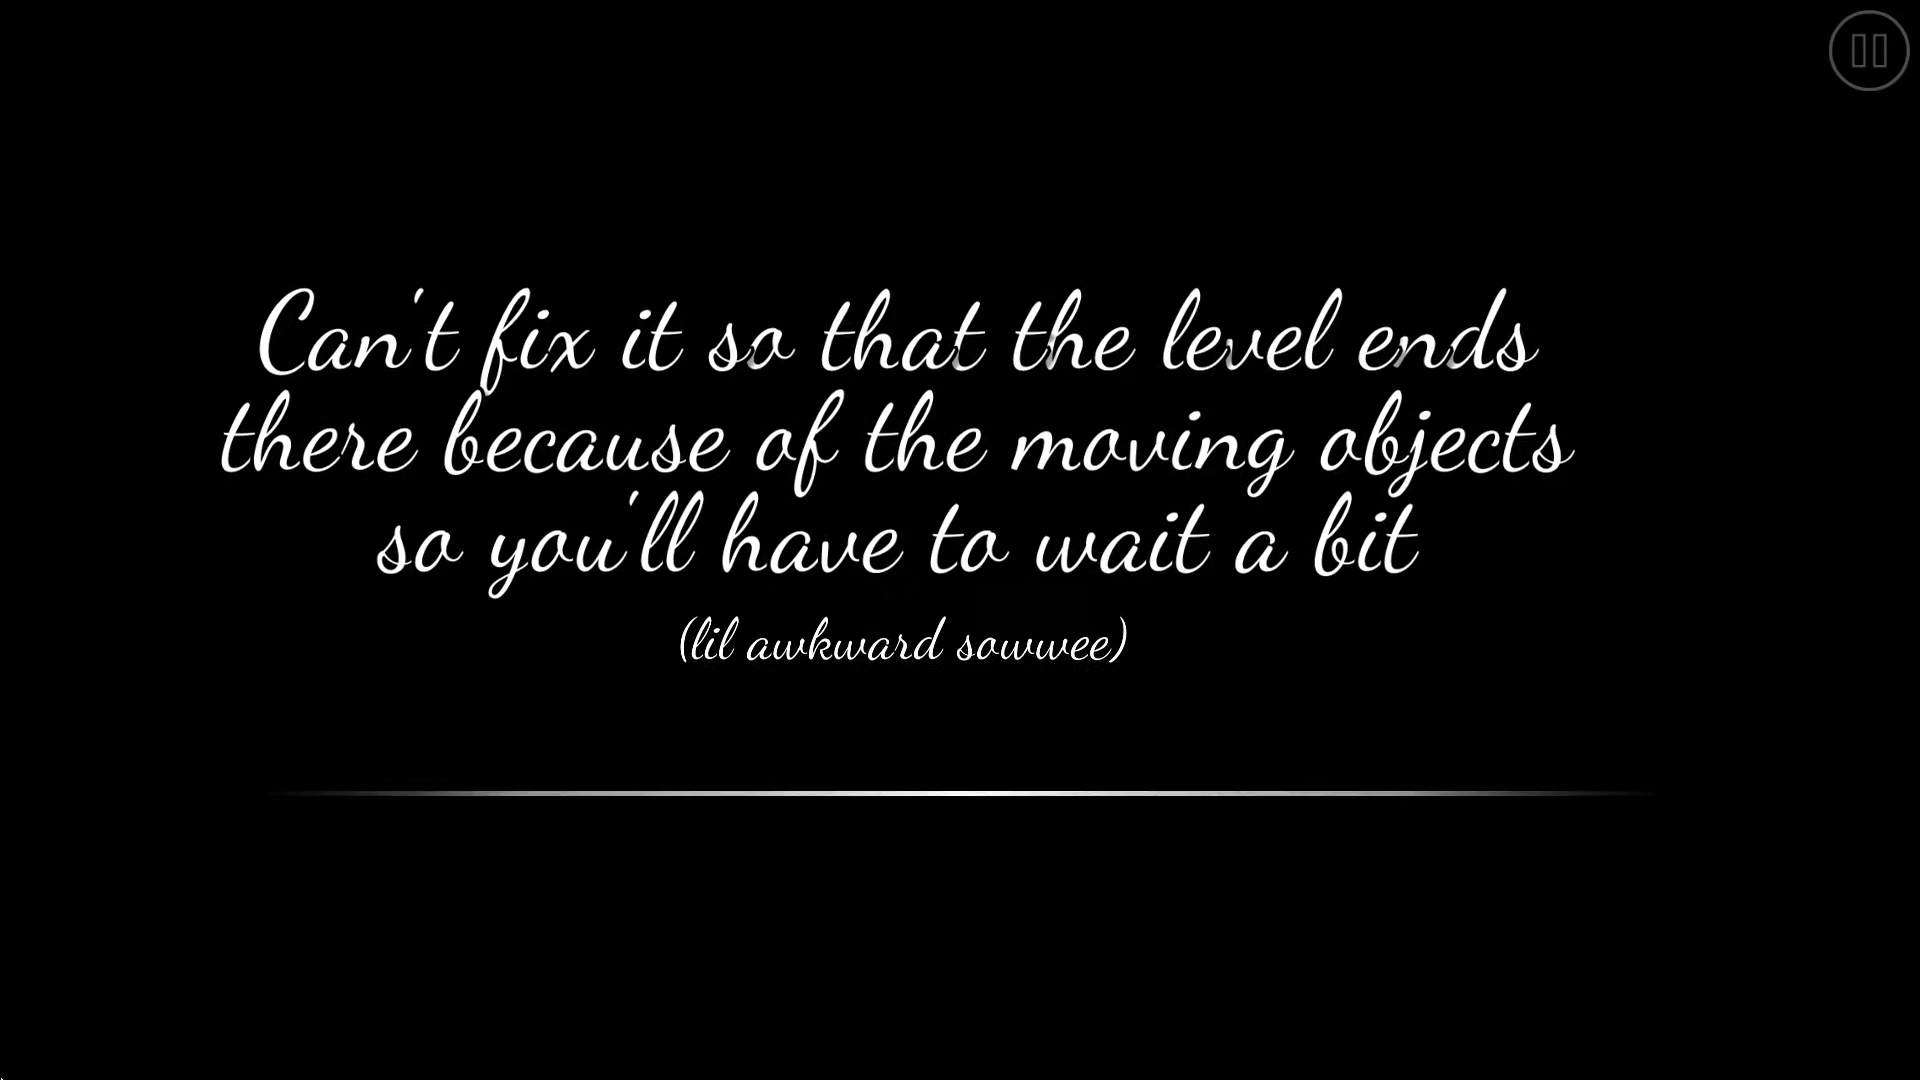 Can't fix it so that the level ends
there because of the moving objects
so you'll have to wait a bit
(lil awkward sowwee)